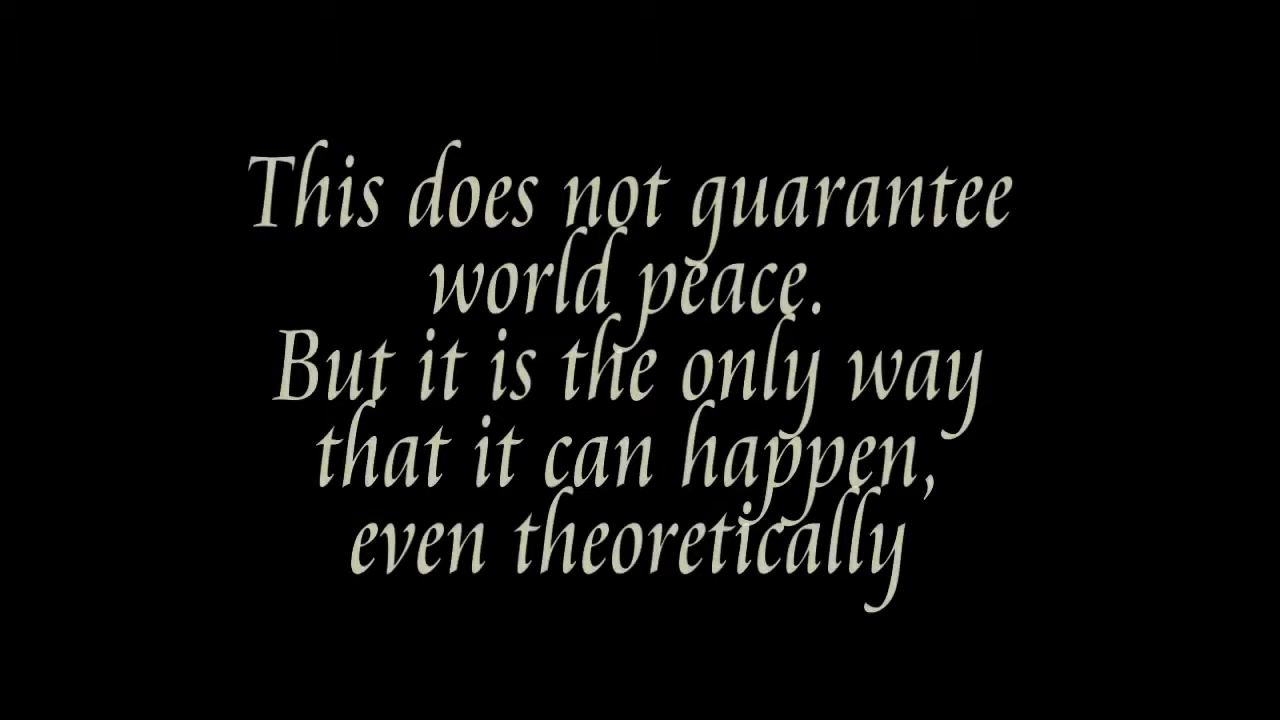 This does not guarantee
world peace.
But it is the only way
that it can happen,
even theoretically